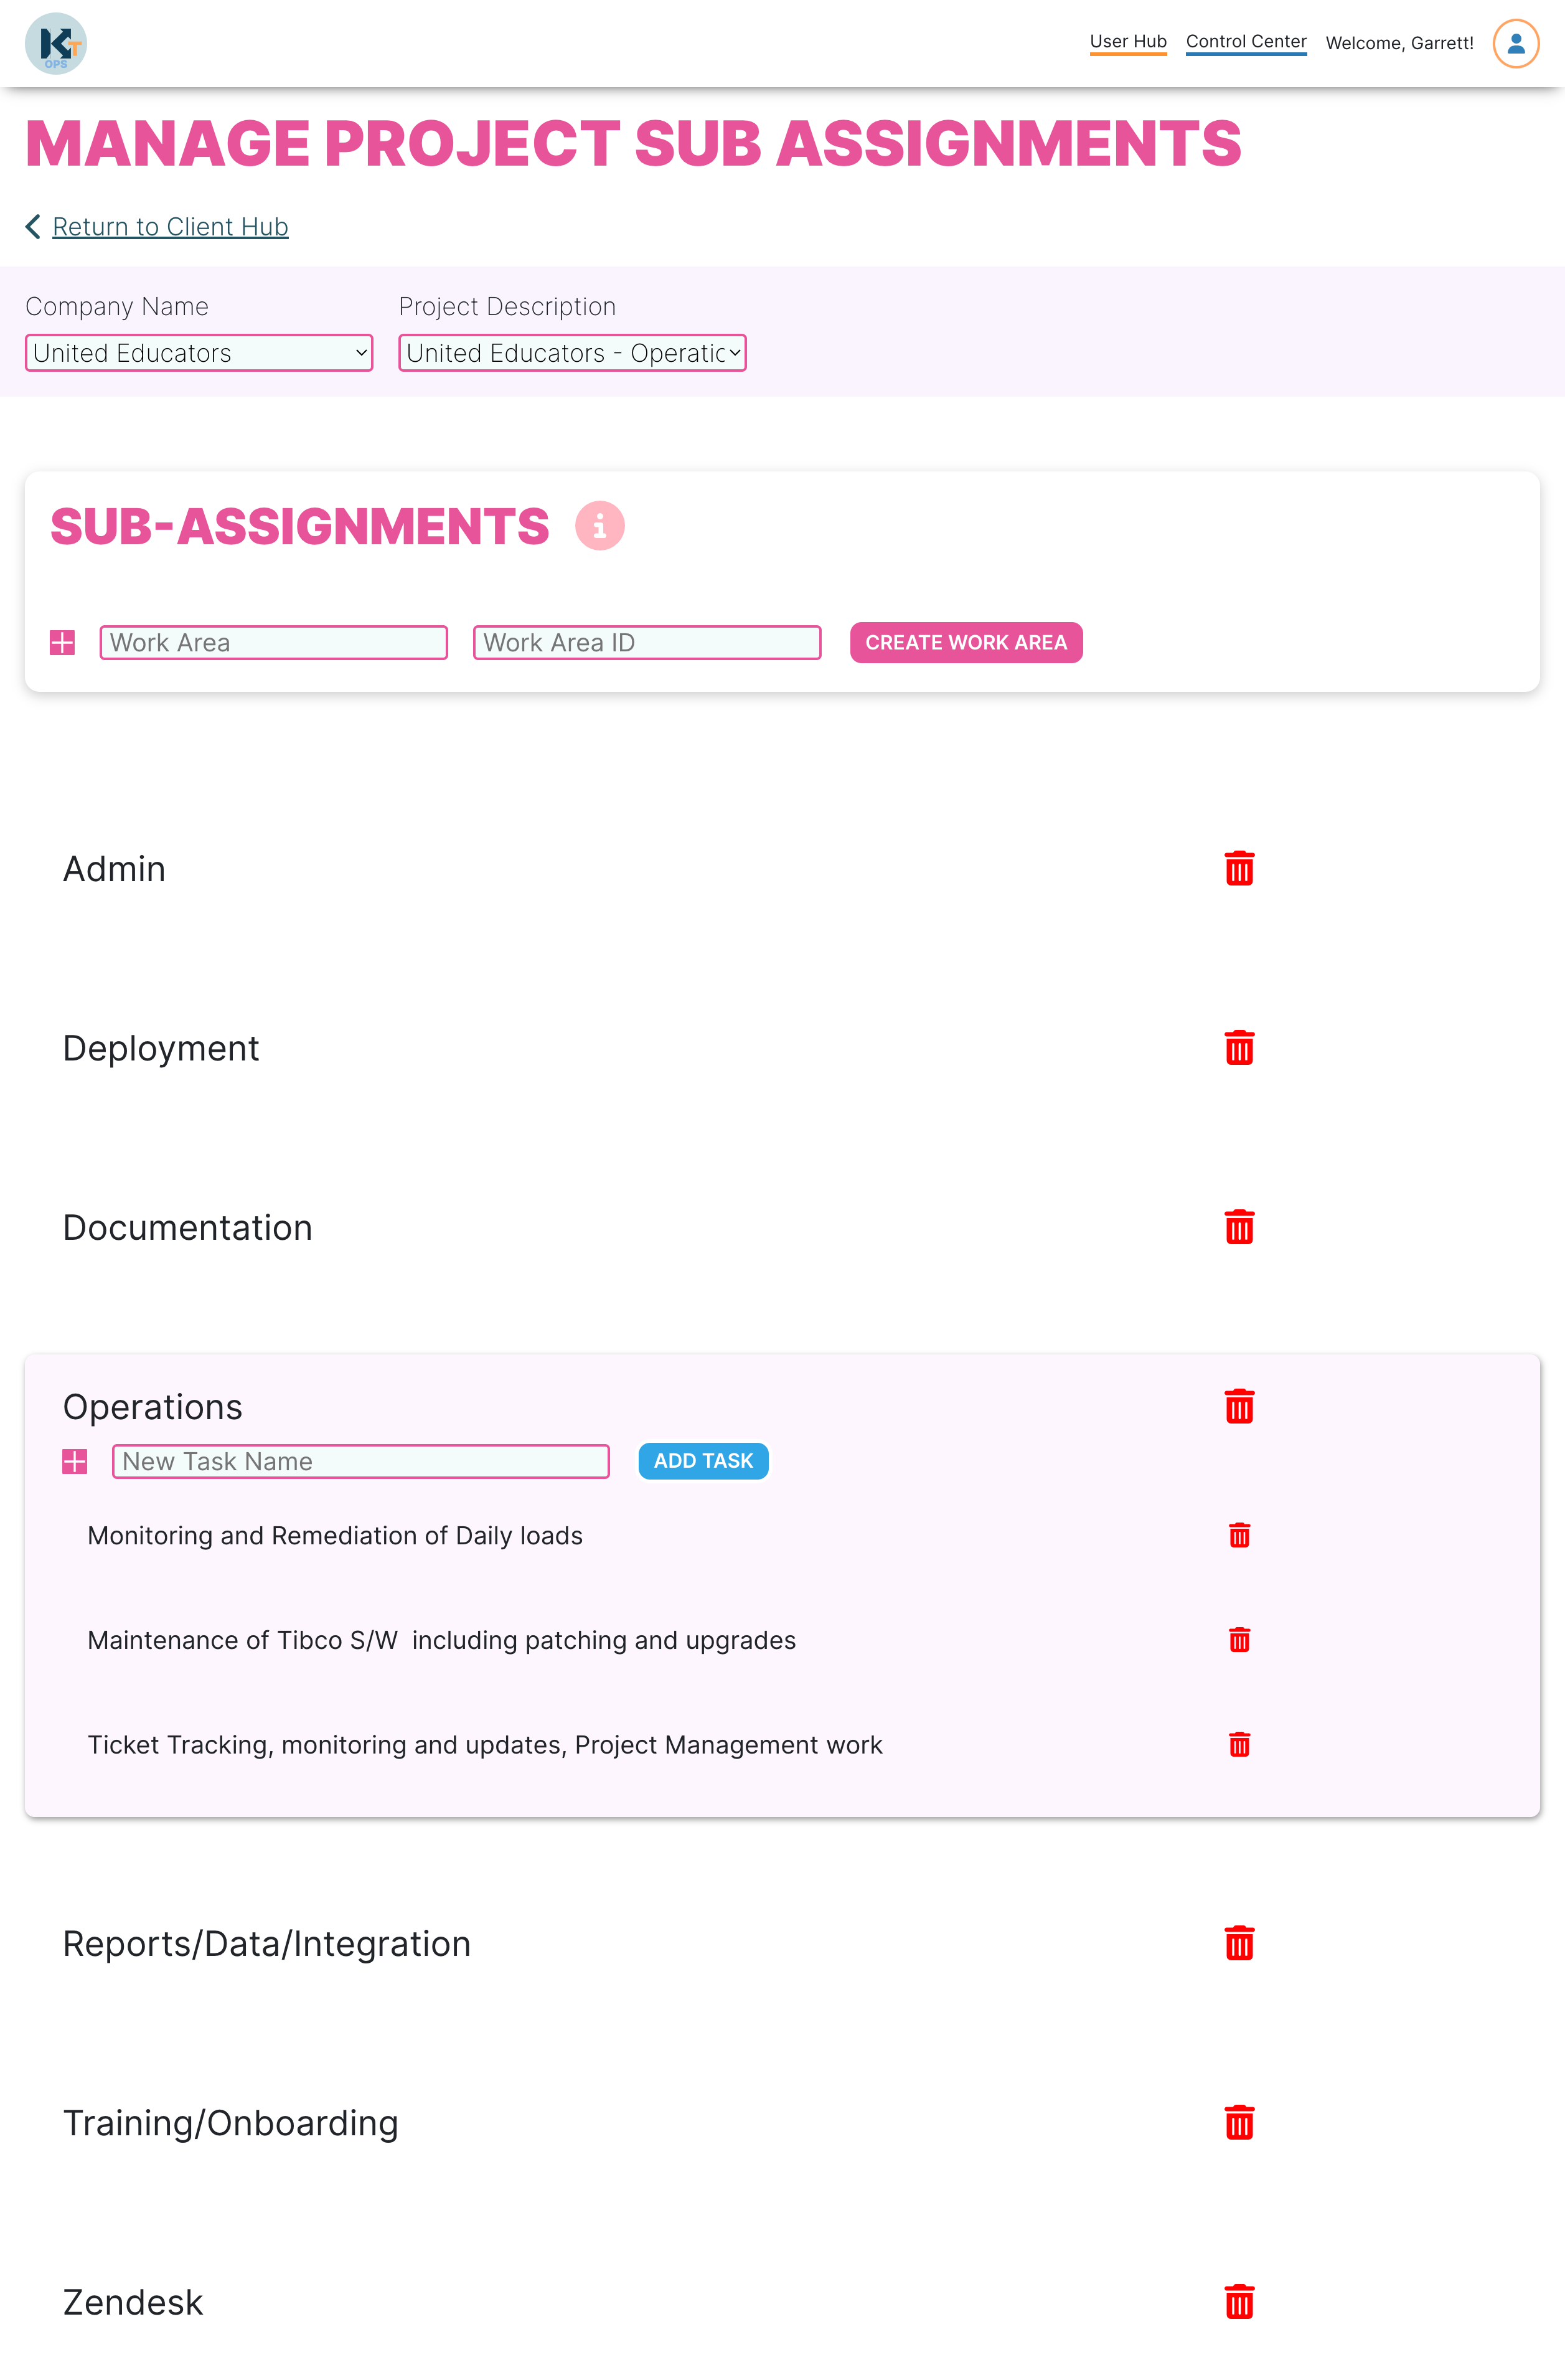 KT
OPS
User Hub Control Center Welcome, Garrett!
MANAGE PROJECT SUB ASSIGNMENTS
Return to Client Hub
Company Name Project Description
United Educators United Educators - Operatic
SUB-ASSIGNMENTS
Work Area Work Area ID CREATE WORK AREA
Admin
Deployment
Documentation
Operations
New Task Name ADD TASK
Monitoring and Remediation of Daily loads
Maintenance of Tibco S/W  including patching and upgrades
Ticket Tracking, monitoring and updates, Project Management work
Reports/Data/Integration
Training/Onboarding
Zendesk